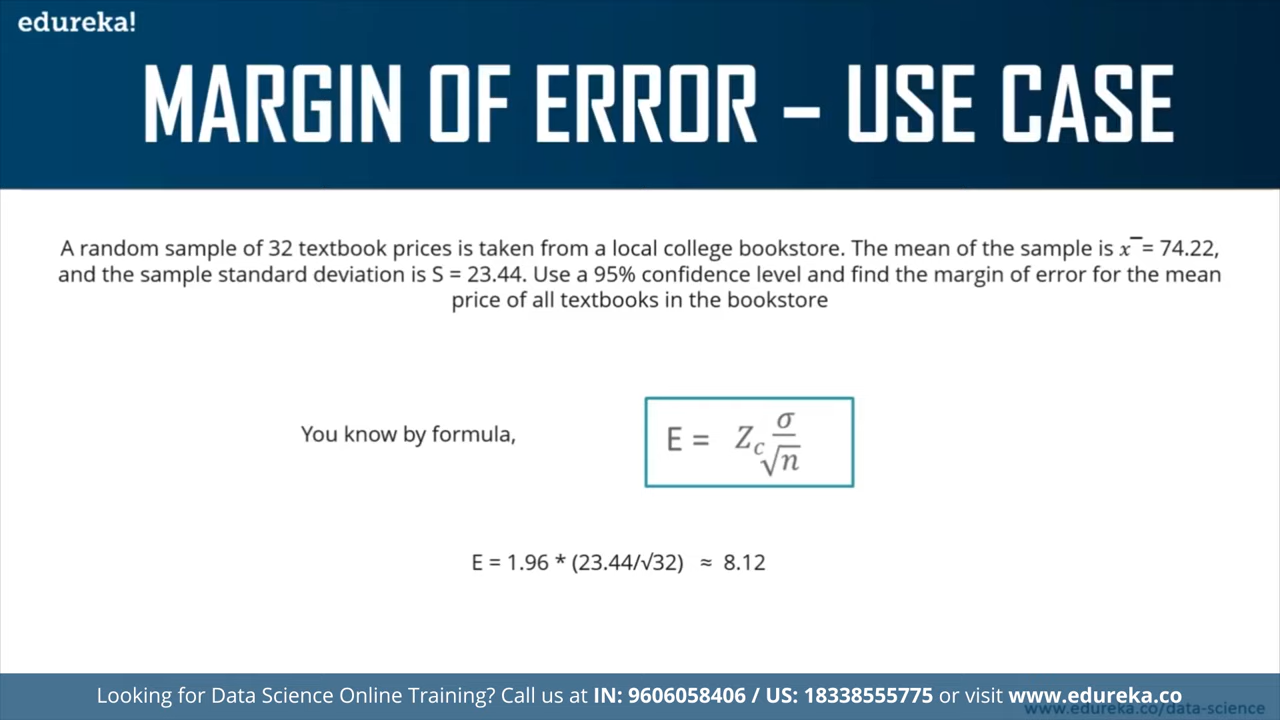 edureka!
MARGIN OF ERROR – USE CASE
A random sample of 32 textbook prices is taken from a local college bookstore. The mean of the sample is x̄ = 74.22,
and the sample standard deviation is S = 23.44. Use a 95% confidence level and find the margin of error for the mean
price of all textbooks in the bookstore
You know by formula,
E = Z_c σ/√n
E = 1.96 * (23.44/√32) ≈ 8.12
Looking for Data Science Online Training? Call us at IN: 9606058406 / US: 18338555775 or visit www.edureka.co
www.edureka.co/data-science